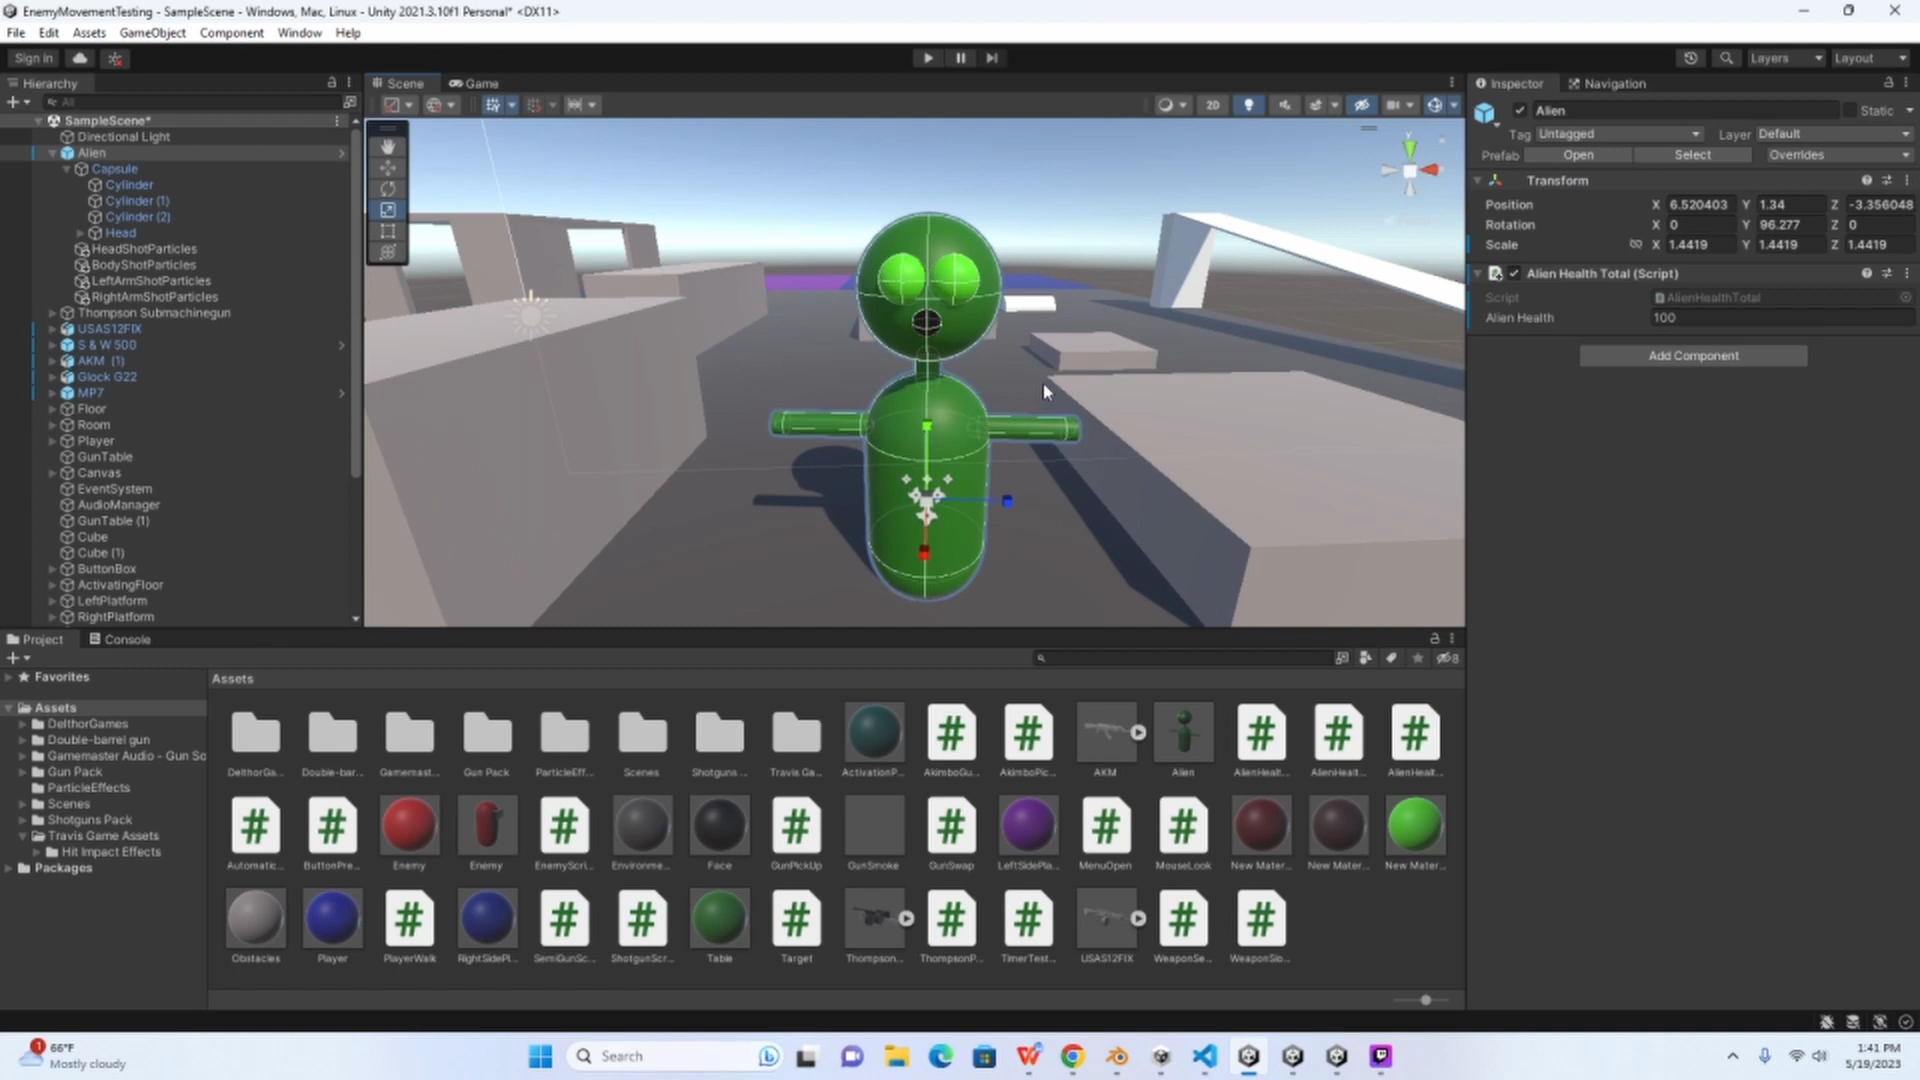 EnemyMovementTesting - SampleScene - Windows, Mac, Linux - Unity 2021.3.10f1 Personal* <DX11>
File Edit Assets GameObject Component Window Help
Sign in
Layers Layout
Hierarchy
All
SampleScene*
Directional Light
Alien
Capsule
Cylinder
Cylinder (1)
Cylinder (2)
Head
HeadShotParticles
BodyShotParticles
LeftArmShotParticles
RightArmShotParticles
Thompson Submachinegun
USAS12FIX
S & W 500
AKM (1)
Glock G22
MP7
Floor
Room
Player
GunTable
Canvas
EventSystem
AudioManager
GunTable (1)
Cube
Cube (1)
ButtonBox
ActivatingFloor
LeftPlatform
RightPlatform
Scene Game
2D
Y
Inspector Navigation
Alien Static
Tag Untagged Layer Default
Prefab Open Select Overrides
Transform
Position X 6.520403 Y 1.34 Z -3.356048
Rotation X 0 Y 96.277 Z 0
Scale X 1.4419 Y 1.4419 Z 1.4419
Alien Health Total (Script)
Script AlienHealthTotal
Alien Health 100
Add Component
Project Console
8
Favorites
Assets
DelthorGames
Double-barrel gun
Gamemaster Audio - Gun So
Gun Pack
ParticleEffects
Scenes
Shotguns Pack
Travis Game Assets
Hit Impact Effects
Packages
Assets
DelthorGa... Double-bar... Gamemast... Gun Pack ParticleEff... Scenes Shotguns ... Travis Ga... ActivationP... AkimboGu... AkimboPic... AKM Alien AlienHealt... AlienHealt... AlienHealt...
Automatic... ButtonPre... Enemy Enemy EnemyScri... Environme... Face GunPickUp GunSmoke GunSwap LeftSidePla... MenuOpen MouseLook New Mater... New Mater... New Mater...
Obstacles Player PlayerWalk RightSidePl... SemiGunSc... ShotgunScr... Table Target Thompson... ThompsonP... TimerTest... USAS12FIX WeaponSe... WeaponSlo...
1
66°F
Mostly cloudy
Search
1:41 PM
5/19/2023